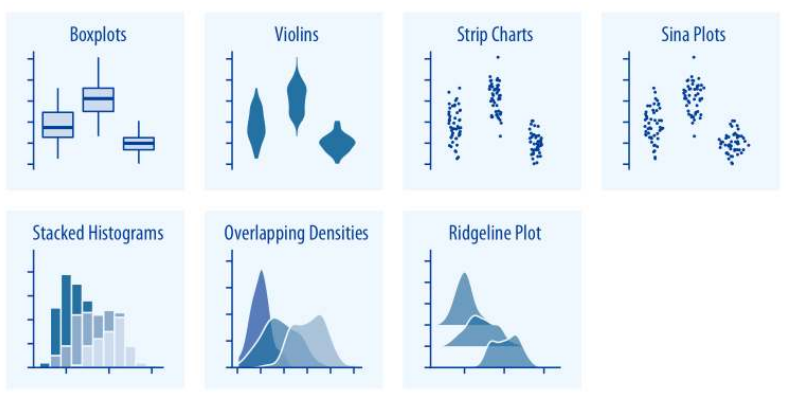 Boxplots
Violins
Strip Charts
Sina Plots
Stacked Histograms
Overlapping Densities
Ridgeline Plot